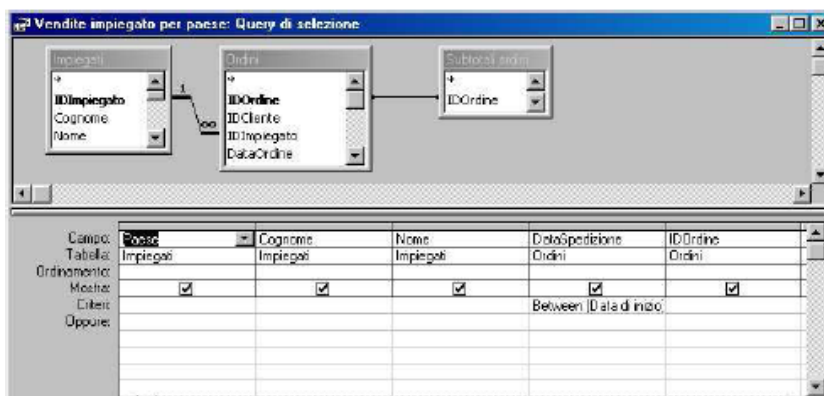 Vendite impiegato per paese: Query di selezione
Impiegati
*
IDImpiegato
Cognome
Nome
1
∞
Ordini
*
IDOrdine
IDCliente
IDImpiegato
DataOrdine
Subtotali ordini
*
IDOrdine
Campo: Paese Cognome Nome DataSpedizione IDOrdine
Tabella: Impiegati Impiegati Impiegati Ordini Ordini
Ordinamento:
Mostra:
Criteri: Between [Data di inizio]
Oppure: